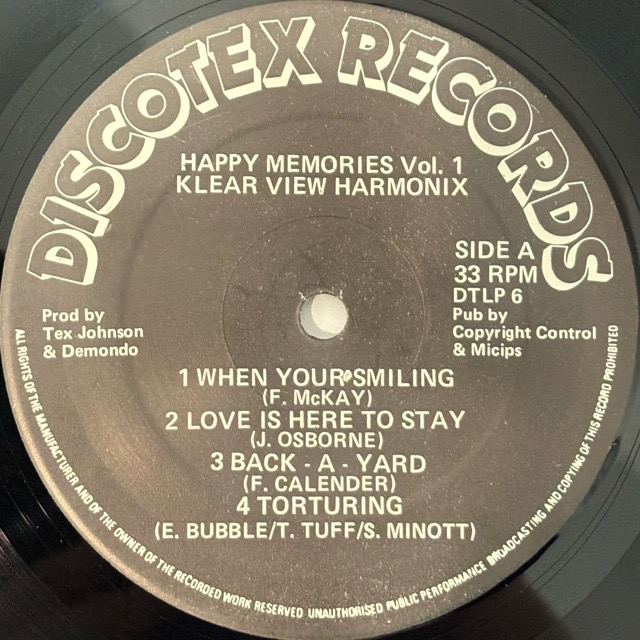 DISCOTEX RECORDS
HAPPY MEMORIES Vol. 1
KLEAR VIEW HARMONIX
SIDE A
33 RPM
DTLP 6
Pub by
Copyright Control
& Micips
Prod by
Tex Johnson
& Demondo
1 WHEN YOUR SMILING
(F. McKAY)
2 LOVE IS HERE TO STAY
(J. OSBORNE)
3 BACK - A - YARD
(F. CALENDER)
4 TORTURING
(E. BUBBLE/T. TUFF/S. MINOTT)
ALL RIGHTS OF THE MANUFACTURER AND OF THE OWNER OF THE RECORDED WORK RESERVED UNAUTHORISED PUBLIC PERFORMANCE BROADCASTING AND COPYING OF THIS RECORD PROHIBITED